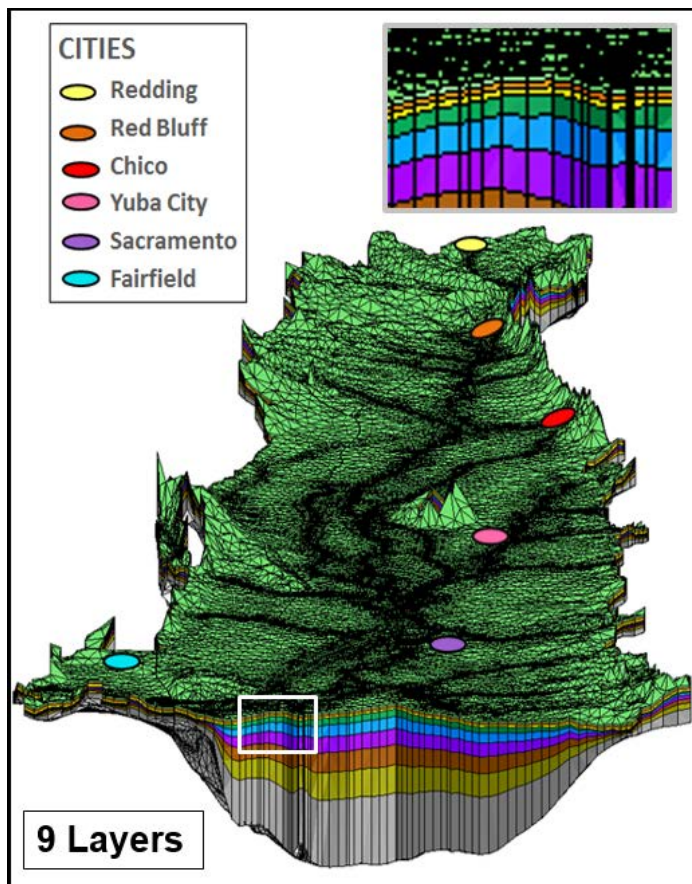 CITIES
Redding
Red Bluff
Chico
Yuba City
Sacramento
Fairfield
9 Layers